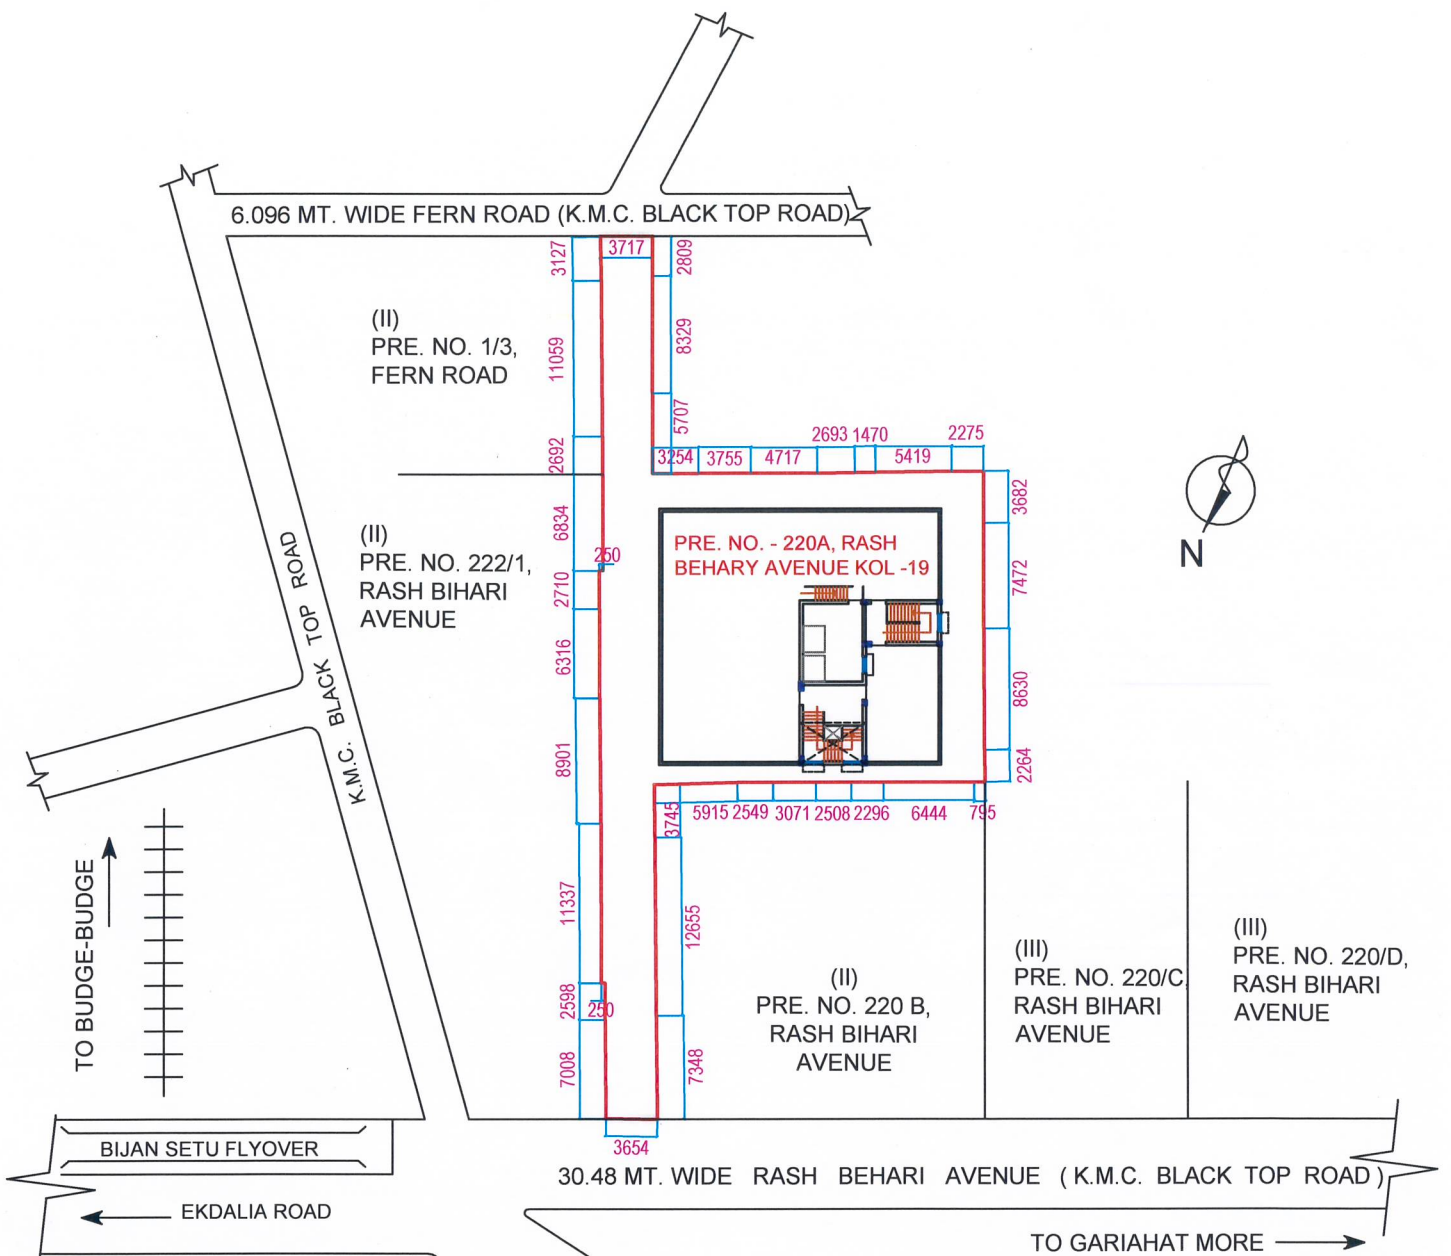 6.096 MT. WIDE FERN ROAD (K.M.C. BLACK TOP ROAD)
3127
3717
2809
(II)
PRE. NO. 1/3,
FERN ROAD
11059
8329
5707
2692
3254
3755
4717
2693
1470
5419
2275
3682
7472
8630
2264
N
(II)
PRE. NO. 222/1,
RASH BIHARI
AVENUE
6834
250
2710
6316
8901
PRE. NO. - 220A, RASH
BEHARY AVENUE KOL -19
K.M.C. BLACK TOP ROAD
3745
5915
2549
3071
2508
2296
6444
795
TO BUDGE-BUDGE
11337
12655
2598
250
7008
7348
3654
(II)
PRE. NO. 220 B,
RASH BIHARI
AVENUE
(III)
PRE. NO. 220/C,
RASH BIHARI
AVENUE
(III)
PRE. NO. 220/D,
RASH BIHARI
AVENUE
BIJAN SETU FLYOVER
30.48 MT. WIDE RASH BEHARI AVENUE ( K.M.C. BLACK TOP ROAD )
EKDALIA ROAD
TO GARIAHAT MORE